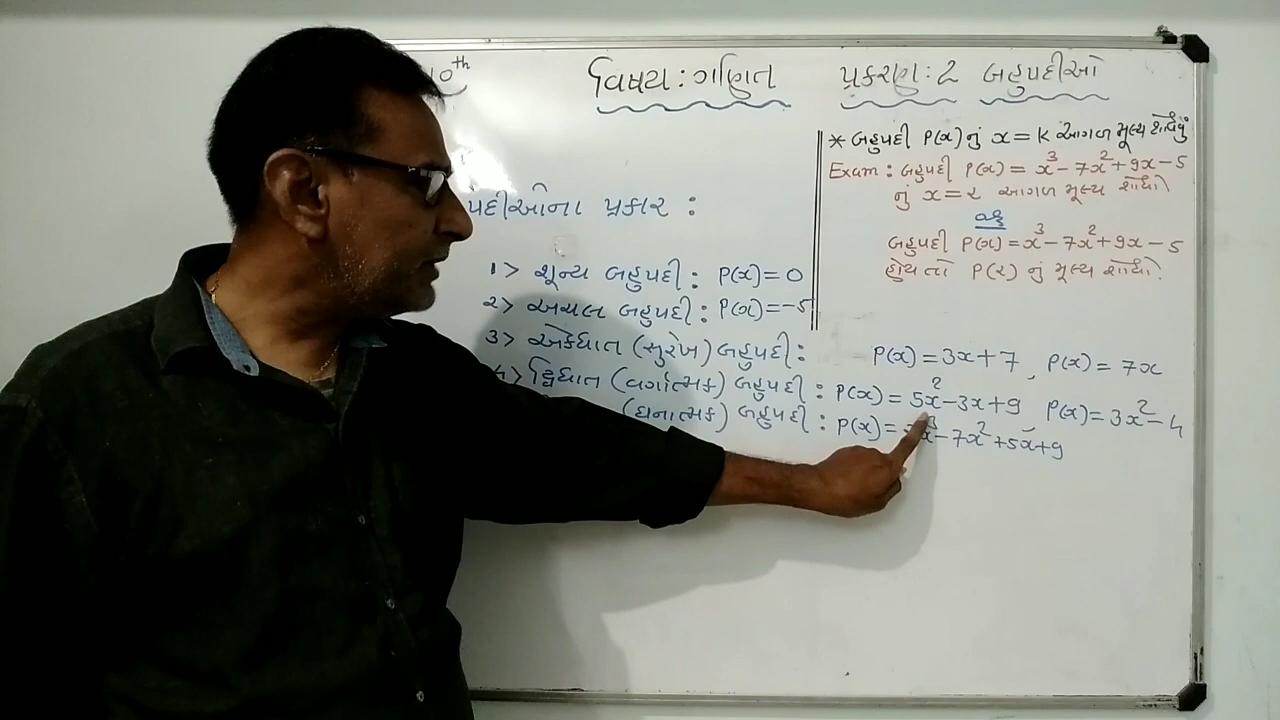 10th વિષય : ગણિત પ્રકરણ : 2 બહુપદીઓ
* બહુપદી P(x) નું x = K આગળ મૂલ્ય શોધવું
Exam : બહુપદી P(x) = x³ - 7x² + 9x - 5
નું x = ૨ આગળ મૂલ્ય શોધો
અથવા
બહુપદી P(x) = x³ - 7x² + 9x - 5
હોય તો P(૨) નું મૂલ્ય શોધો.
પદીઓના પ્રકાર :
૧> શૂન્ય બહુપદી : P(x) = 0
૨> અચલ બહુપદી : P(x) = -5
૩> એકઘાત (સુરેખ) બહુપદી : P(x) = 3x + 7 , P(x) = 7x
૪> દ્વિઘાત (વર્ગાત્મક) બહુપદી : P(x) = 5x² - 3x + 9 , P(x) = 3x² - 4
(ઘનાત્મક) બહુપદી : P(x) = x³ - 7x² + 5x + 9